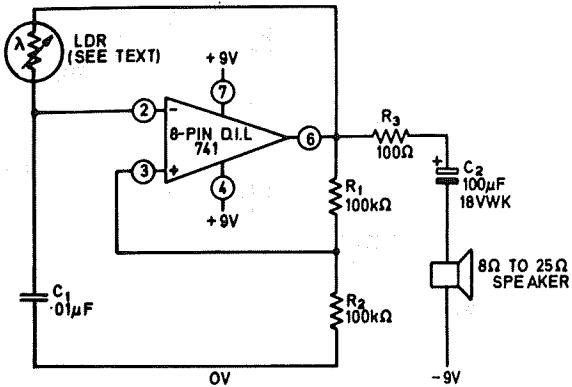 λ
LDR
(SEE TEXT)
+9V
7
2
-
8-PIN D.I.L
741
6
3
+
4
+9V
R3
100Ω
+
C2
100µF
18VWK
R1
100kΩ
8Ω TO 25Ω
SPEAKER
C1
·01µF
R2
100kΩ
0V
-9V